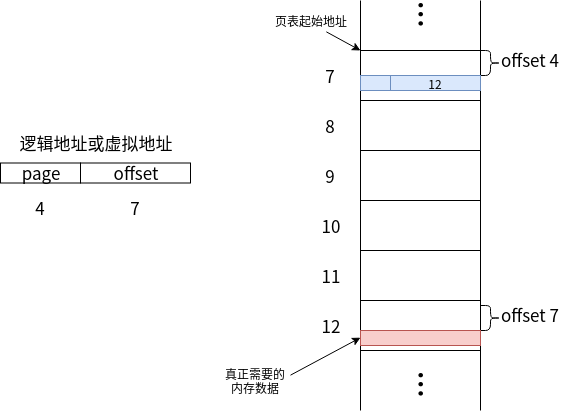 页表起始地址
offset 4
7
12
8
逻辑地址或虚拟地址
page offset
4 7
9
10
11
12
offset 7
真正需要的
内存数据